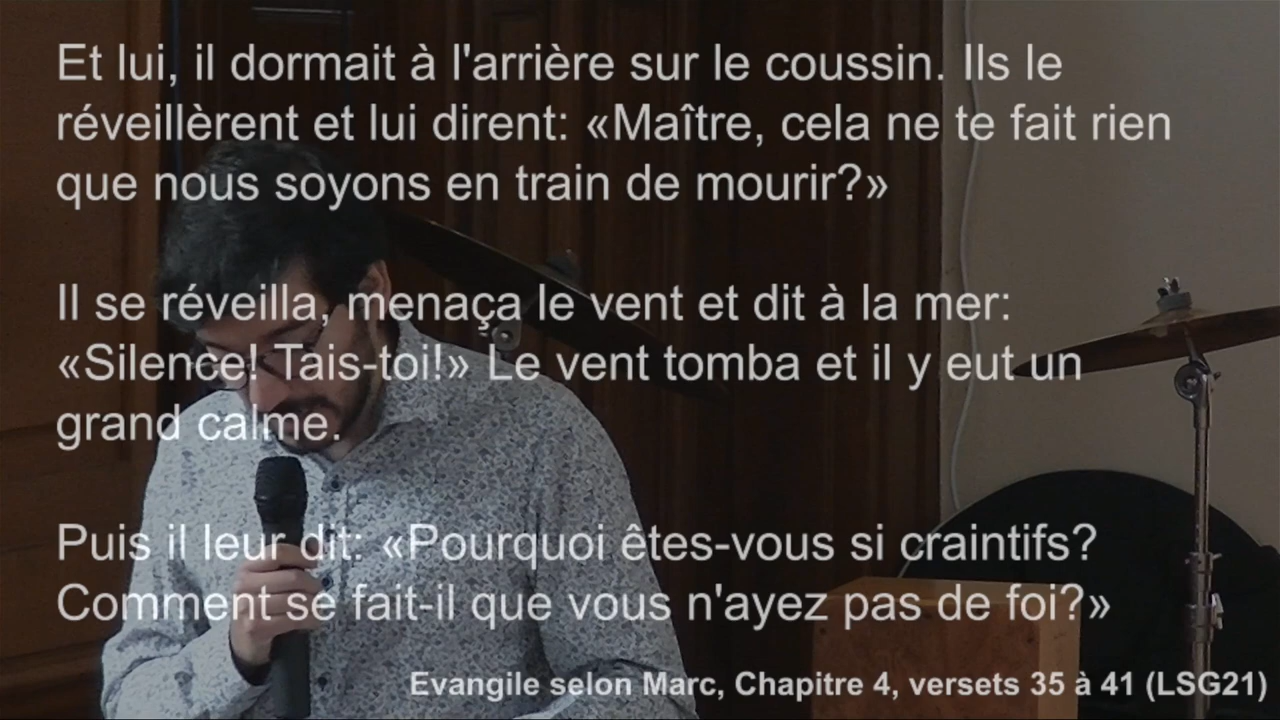 Et lui, il dormait à l'arrière sur le coussin. Ils le
réveillèrent et lui dirent: «Maître, cela ne te fait rien
que nous soyons en train de mourir?»
Il se réveilla, menaça le vent et dit à la mer:
«Silence! Tais-toi!» Le vent tomba et il y eut un
grand calme.
Puis il leur dit: «Pourquoi êtes-vous si craintifs?
Comment se fait-il que vous n'ayez pas de foi?»
Evangile selon Marc, Chapitre 4, versets 35 à 41 (LSG21)